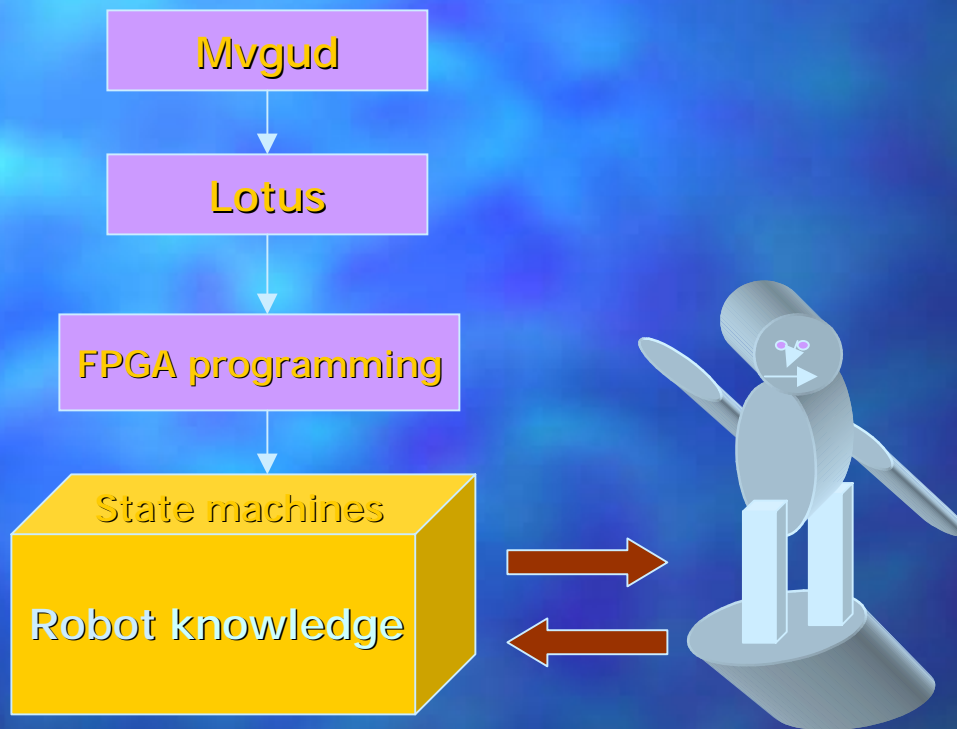 Mvgud
Lotus
FPGA programming
State machines
Robot knowledge